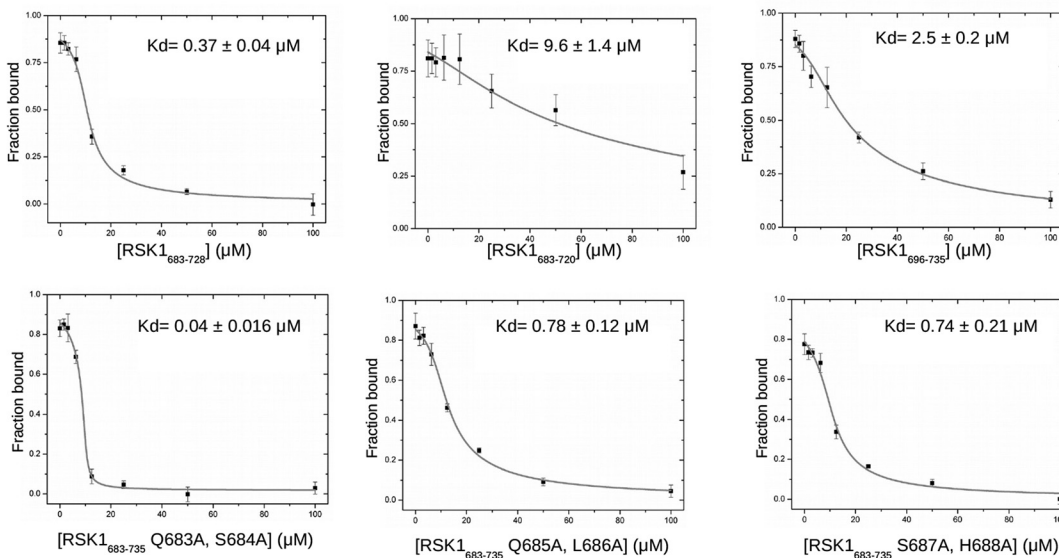 Kd= 0.37 ± 0.04 µM
Fraction bound
1.00
0.75
0.50
0.25
0.00
0 20 40 60 80 100
[RSK1683-728] (µM)
Kd= 9.6 ± 1.4 µM
Fraction bound
1.00
0.75
0.50
0.25
0.00
0 20 40 60 80 100
[RSK1683-720] (µM)
Kd= 2.5 ± 0.2 µM
Fraction bound
1.00
0.75
0.50
0.25
0.00
0 20 40 60 80 100
[RSK1696-735] (µM)
Kd= 0.04 ± 0.016 µM
Fraction bound
1.0
0.8
0.6
0.4
0.2
0.0
0 20 40 60 80 100
[RSK1683-735 Q683A, S684A] (µM)
Kd= 0.78 ± 0.12 µM
Fraction bound
1.0
0.8
0.6
0.4
0.2
0.0
0 20 40 60 80 100
[RSK1683-735 Q685A, L686A] (µM)
Kd= 0.74 ± 0.21 µM
Fraction bound
1.0
0.8
0.6
0.4
0.2
0.0
0 20 40 60 80 100
[RSK1683-735 S687A, H688A] (µM)